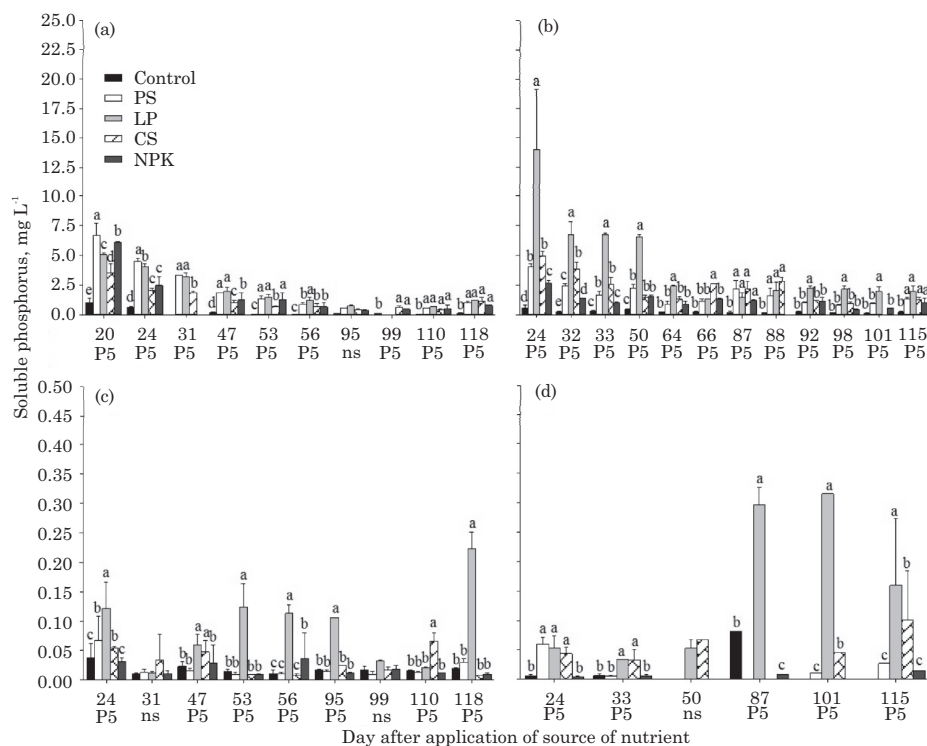 (a)
25.0
22.5
20.0
17.5
15.0
12.5
10.0
7.5
5.0
2.5
0.0
Control
PS
LP
CS
NPK
e a c d b
d a b c c
a a b
d a a c b
20 24 31 47 53 56 95 99 110 118
P5 P5 P5 P5 P5 P5 ns P5 P5 P5
(b)
d b a b c
e c a b d
d b a b c
c b a b b
24 32 33 50 64 66 87 88 92 98 101 115
P5 P5 P5 P5 P5 P5 P5 P5 P5 P5 P5 P5
Soluble phosphorus, mg L-1
(c)
0.50
0.45
0.40
0.35
0.30
0.25
0.20
0.15
0.10
0.05
0.00
c b a b c
b b a a b
b b a b b
c c a c b
b b a b b
b b b a b
b b a b b
24 31 47 53 56 95 99 110 118
P5 ns P5 P5 P5 P5 ns P5 P5
(d)
b a a a b
b b a a b
b a c
c a b
c a b c
24 33 50 87 101 115
P5 P5 ns P5 P5 P5
Day after application of source of nutrient